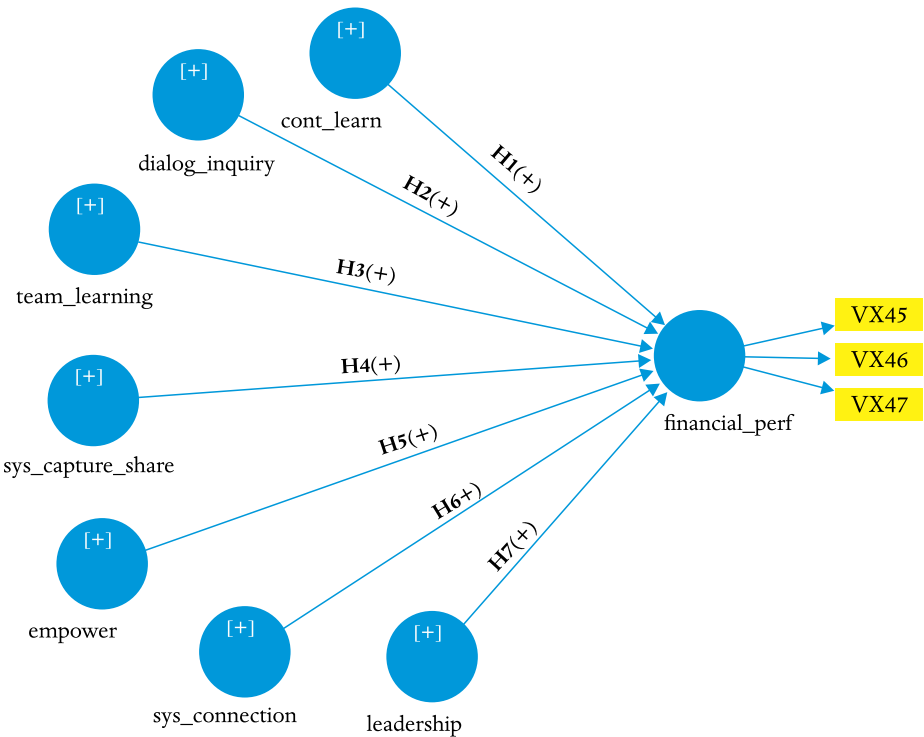 [+]
cont_learn
[+]
dialog_inquiry
H1(+)
H2(+)
[+]
team_learning
H3(+)
VX45
VX46
VX47
financial_perf
H4(+)
[+]
sys_capture_share
H5(+)
[+]
empower
H6+)
[+]
sys_connection
H7(+)
[+]
leadership